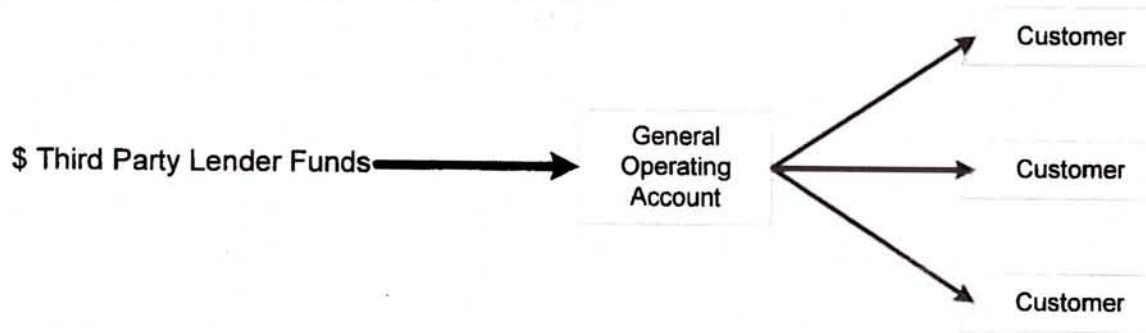 Customer
$ Third Party Lender Funds
General
Operating
Account
Customer
Customer